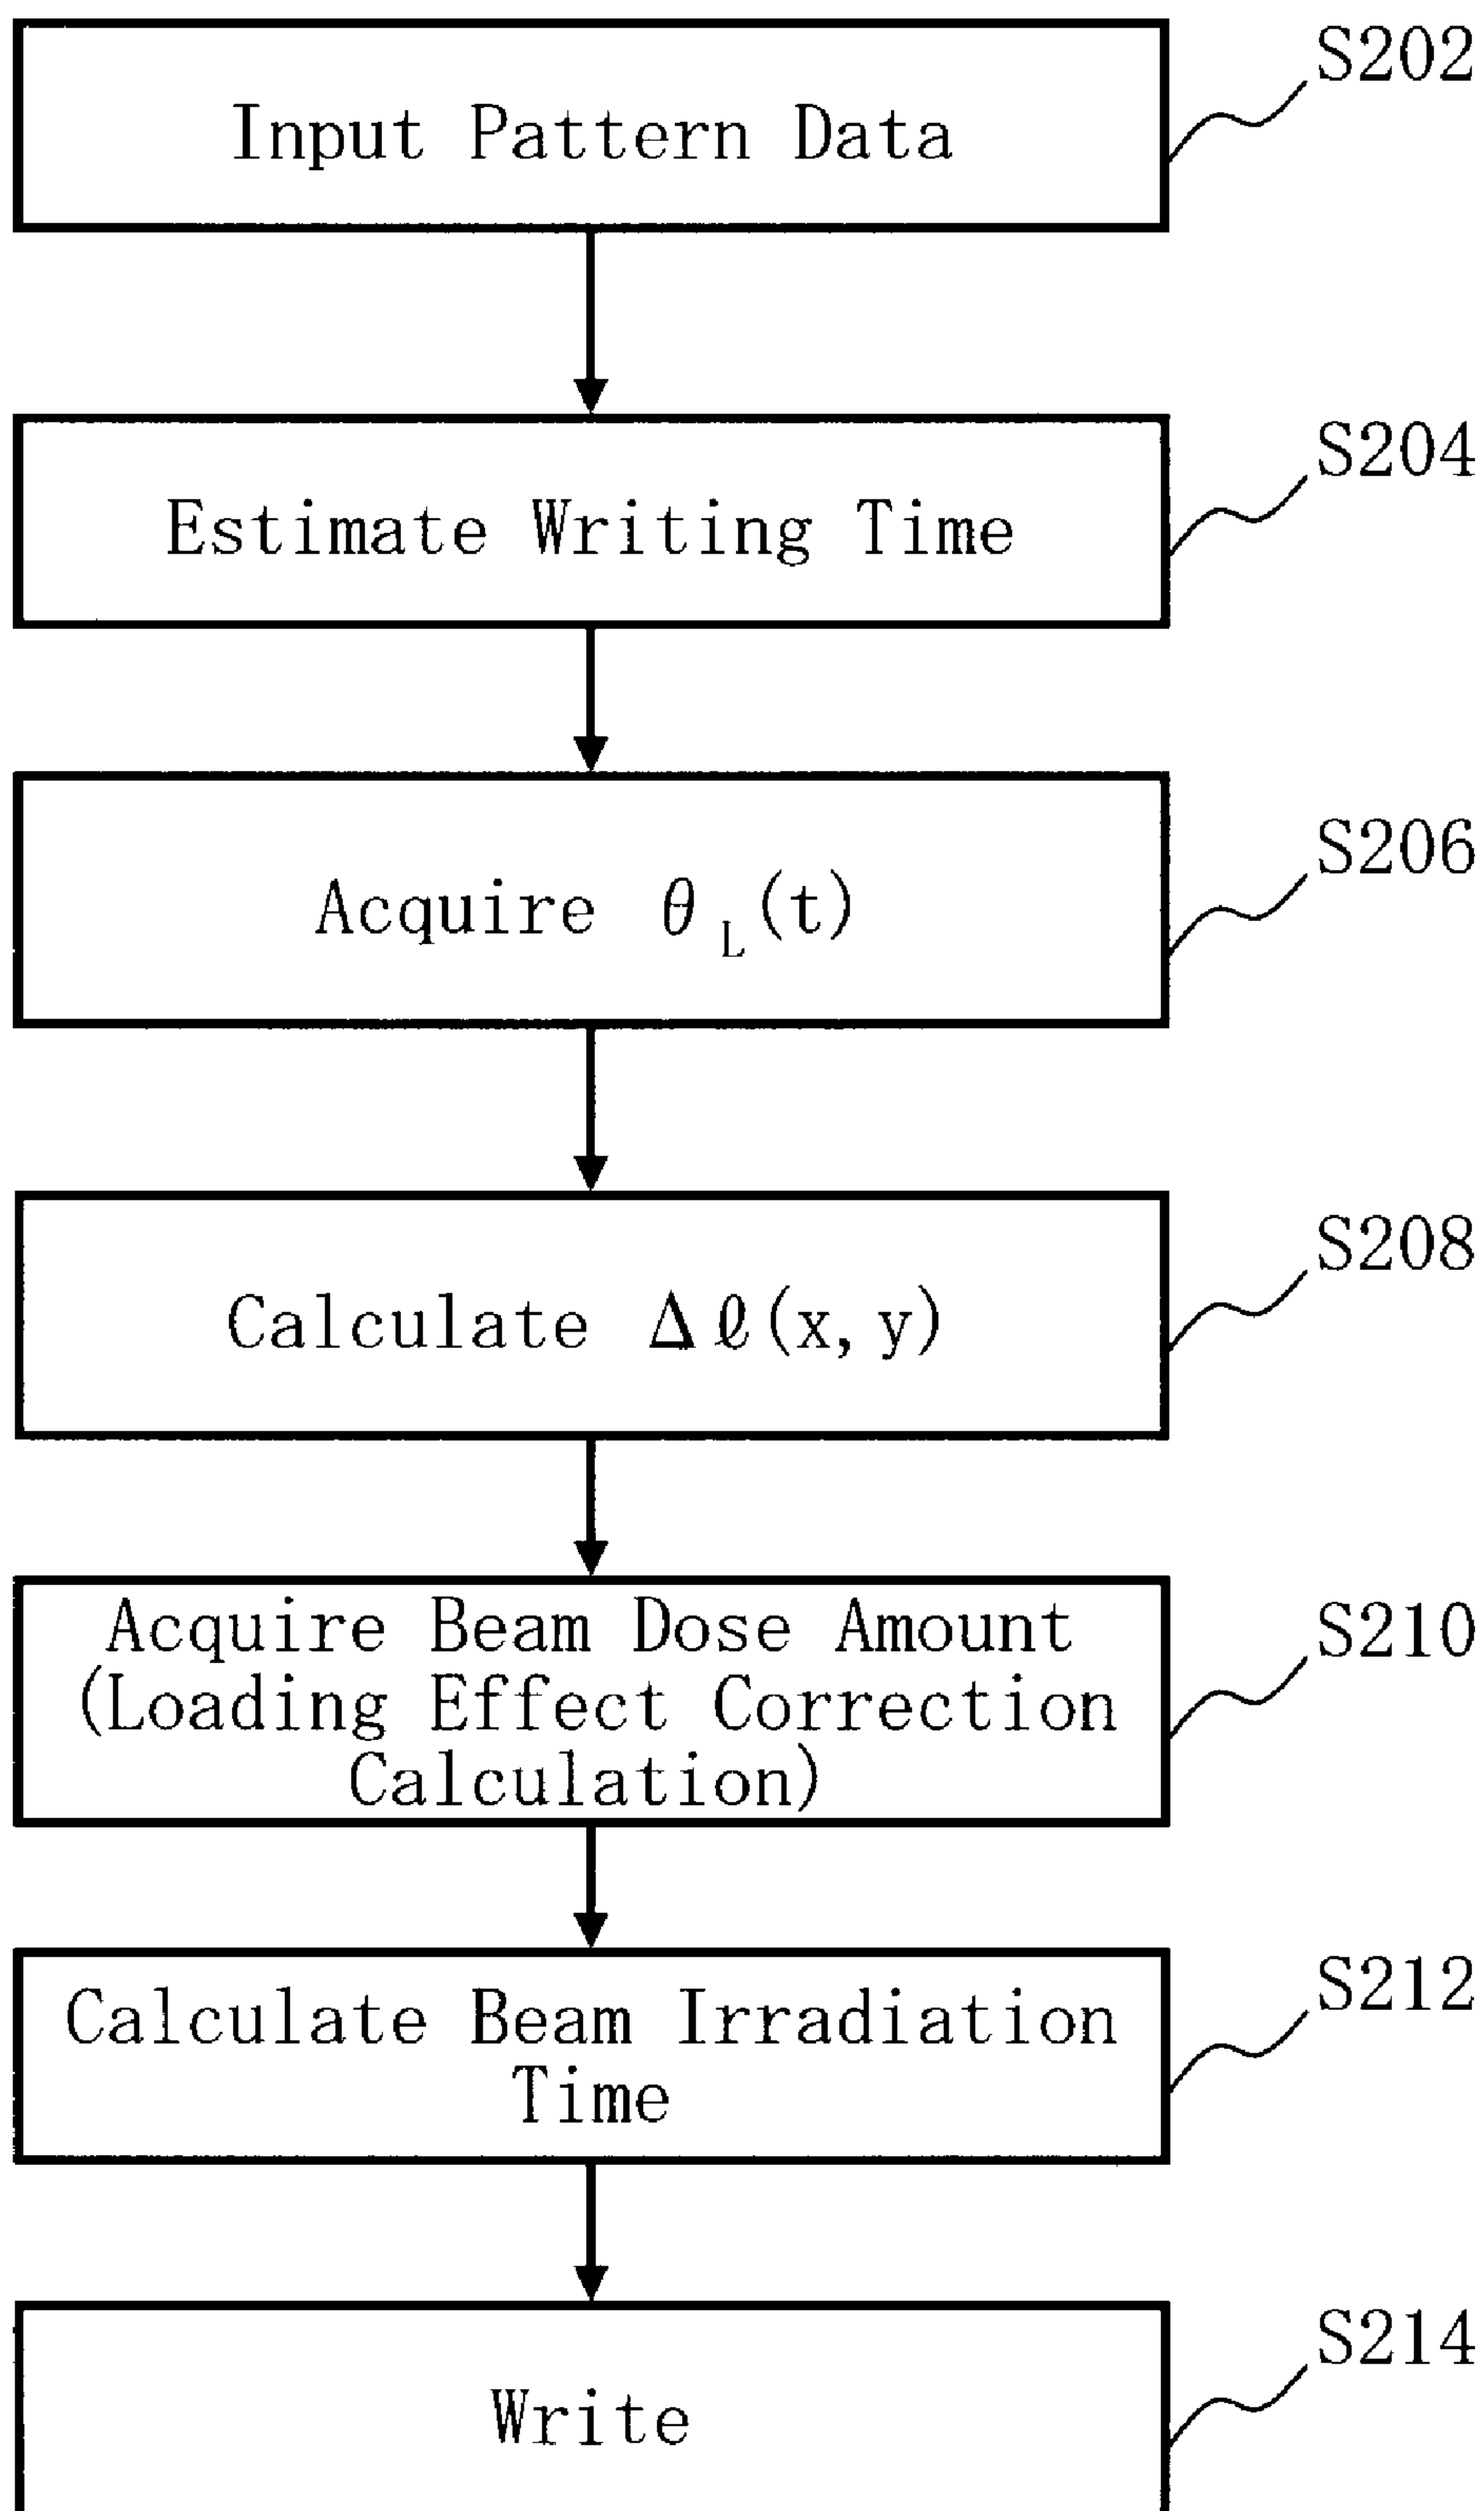 S202
Input Pattern Data
S204
Estimate Writing Time
S206
Acquire θL(t)
S208
Calculate Δℓ(x, y)
S210
Acquire Beam Dose Amount
(Loading Effect Correction
Calculation)
S212
Calculate Beam Irradiation
Time
S214
Write